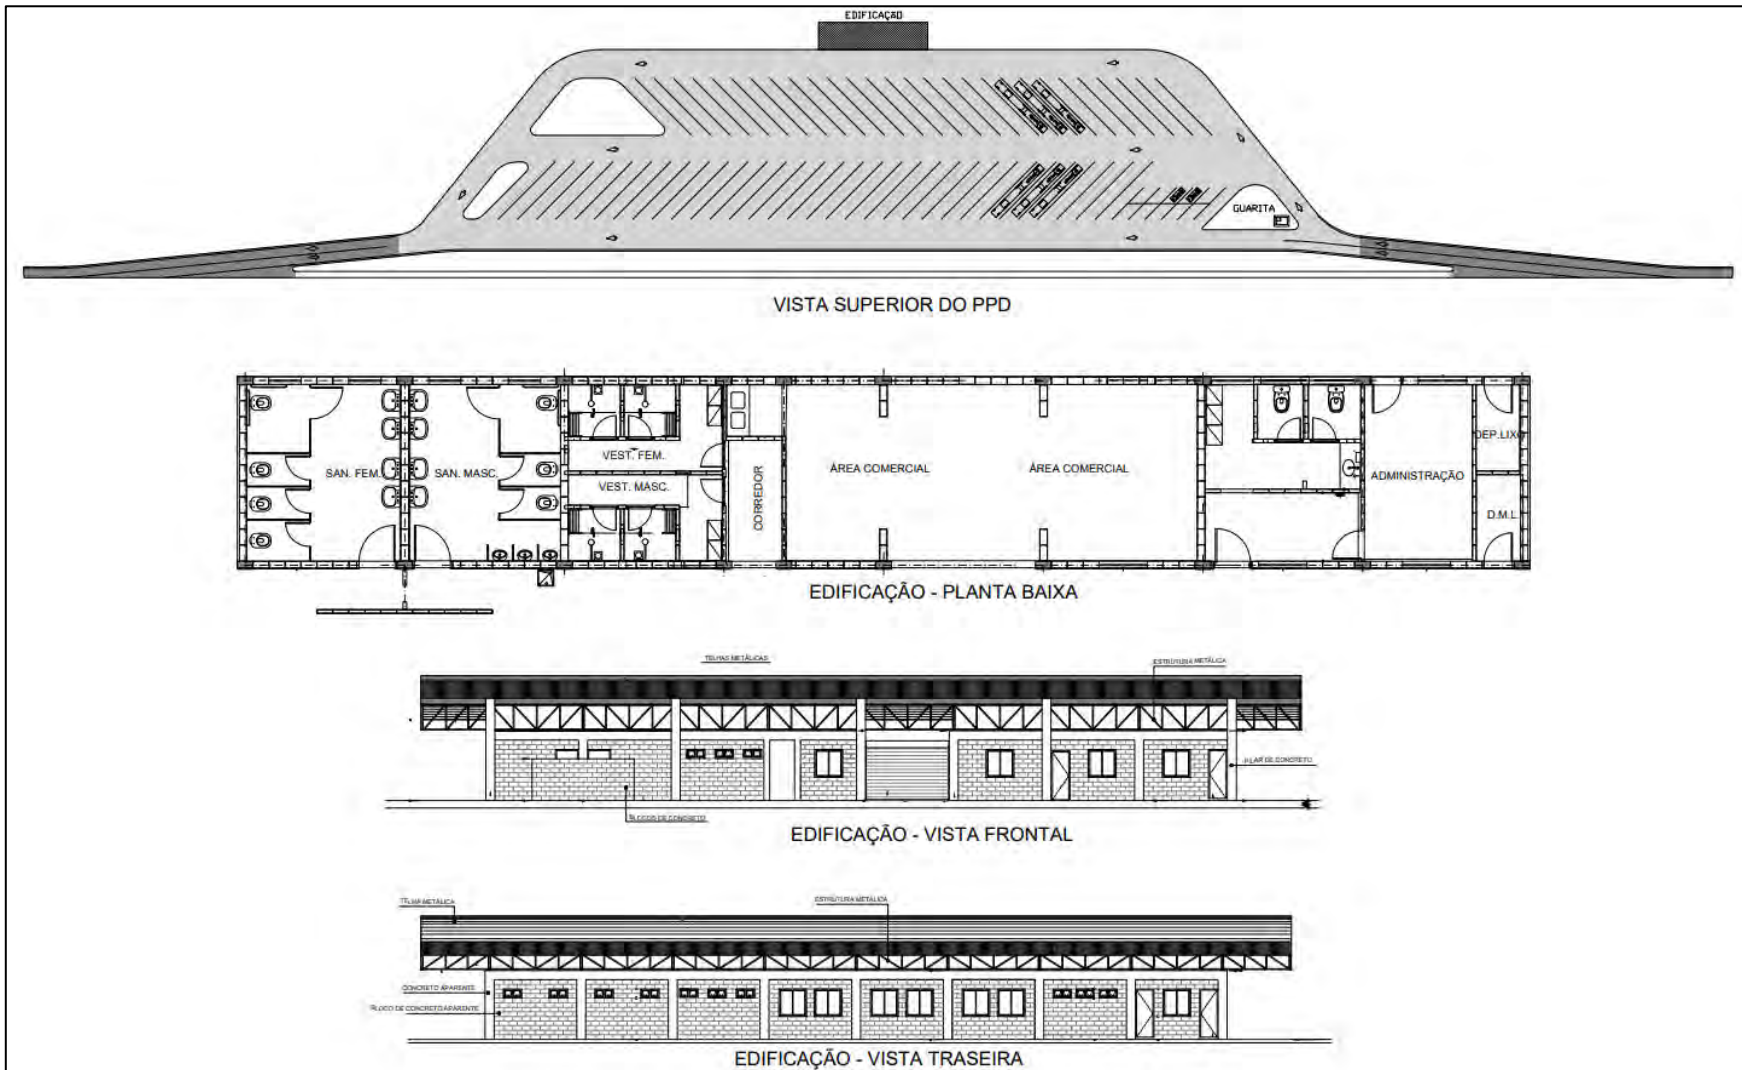 EDIFICAÇÃO
GUARITA
VISTA SUPERIOR DO PPD
SAN. FEM.
SAN. MASC.
VEST. FEM.
VEST. MASC.
CORREDOR
ÁREA COMERCIAL
ÁREA COMERCIAL
ADMINISTRAÇÃO
DEP.LIXO
D.M.L
EDIFICAÇÃO - PLANTA BAIXA
TELHAS METÁLICAS
ESTRUTURA METÁLICA
PILAR DE CONCRETO
BLOCOS DE CONCRETO
EDIFICAÇÃO - VISTA FRONTAL
TELHA METÁLICA
ESTRUTURA METÁLICA
CONCRETO APARENTE
BLOCO DE CONCRETO APARENTE
EDIFICAÇÃO - VISTA TRASEIRA